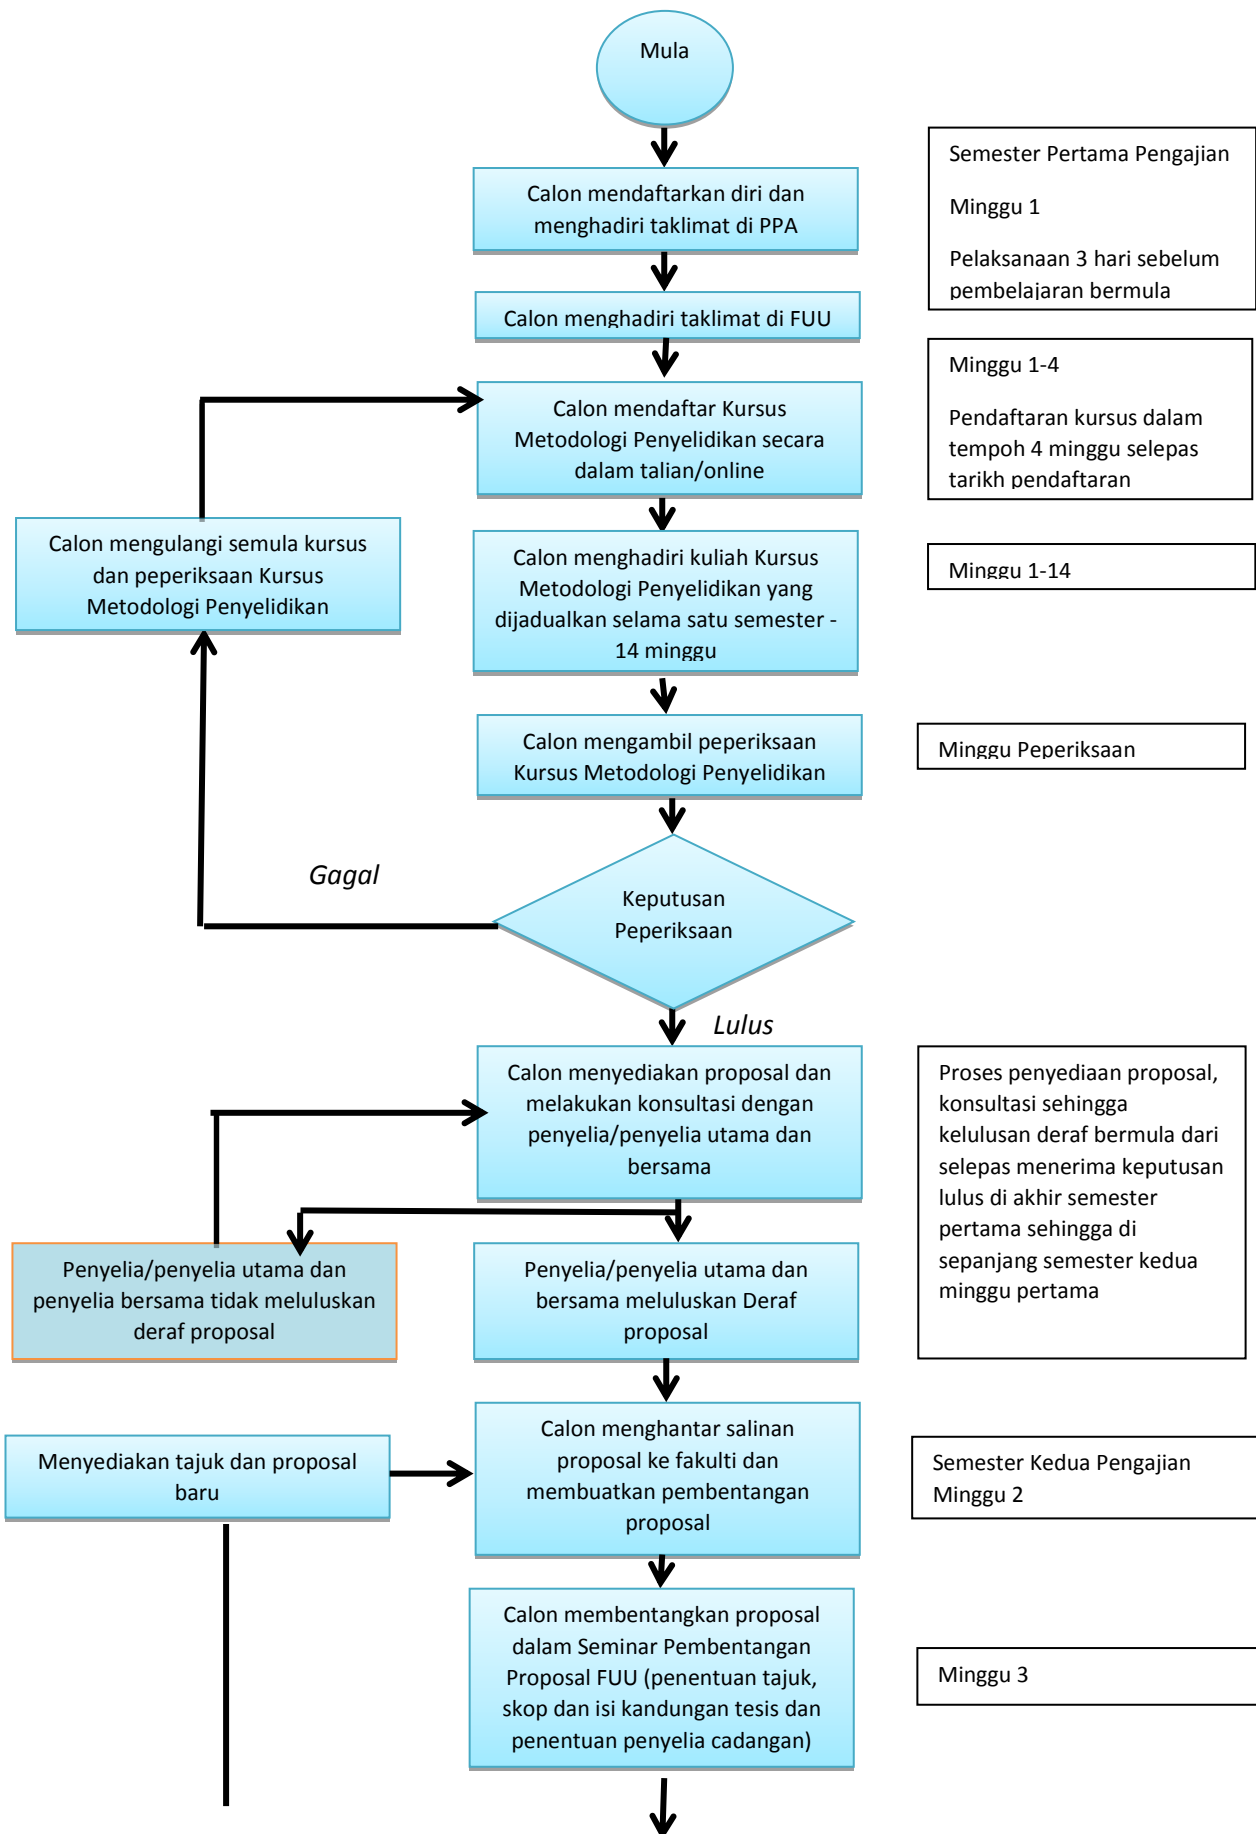 Mula
Semester Pertama Pengajian
Minggu 1
Pelaksanaan 3 hari sebelum
pembelajaran bermula
Calon mendaftarkan diri dan
menghadiri taklimat di PPA
Calon menghadiri taklimat di FUU
Minggu 1-4
Pendaftaran kursus dalam
tempoh 4 minggu selepas
tarikh pendaftaran
Calon mendaftar Kursus
Metodologi Penyelidikan secara
dalam talian/online
Calon mengulangi semula kursus
dan peperiksaan Kursus
Metodologi Penyelidikan
Calon menghadiri kuliah Kursus
Metodologi Penyelidikan yang
dijadualkan selama satu semester -
14 minggu
Minggu 1-14
Calon mengambil peperiksaan
Kursus Metodologi Penyelidikan
Minggu Peperiksaan
Gagal
Keputusan
Peperiksaan
Lulus
Calon menyediakan proposal dan
melakukan konsultasi dengan
penyelia/penyelia utama dan
bersama
Proses penyediaan proposal,
konsultasi sehingga
kelulusan deraf bermula dari
selepas menerima keputusan
lulus di akhir semester
pertama sehingga di
sepanjang semester kedua
minggu pertama
Penyelia/penyelia utama dan
penyelia bersama tidak meluluskan
deraf proposal
Penyelia/penyelia utama dan
bersama meluluskan Deraf
proposal
Menyediakan tajuk dan proposal
baru
Calon menghantar salinan
proposal ke fakulti dan
membuatkan pembentangan
proposal
Semester Kedua Pengajian
Minggu 2
Calon membentangkan proposal
dalam Seminar Pembentangan
Proposal FUU (penentuan tajuk,
skop dan isi kandungan tesis dan
penentuan penyelia cadangan)
Minggu 3